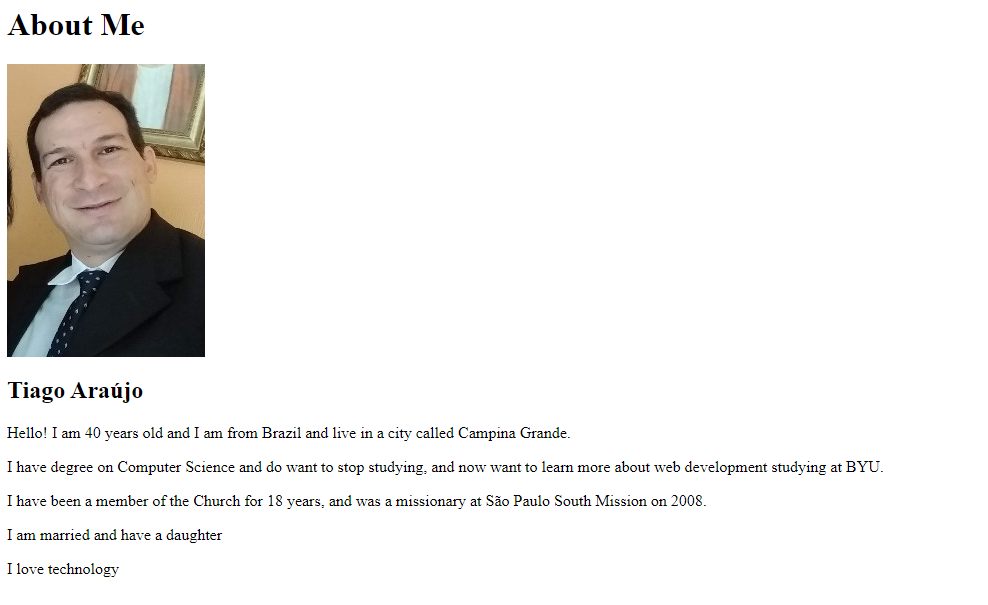 About Me
Tiago Araújo
Hello! I am 40 years old and I am from Brazil and live in a city called Campina Grande.
I have degree on Computer Science and do want to stop studying, and now want to learn more about web development studying at BYU.
I have been a member of the Church for 18 years, and was a missionary at São Paulo South Mission on 2008.
I am married and have a daughter
I love technology